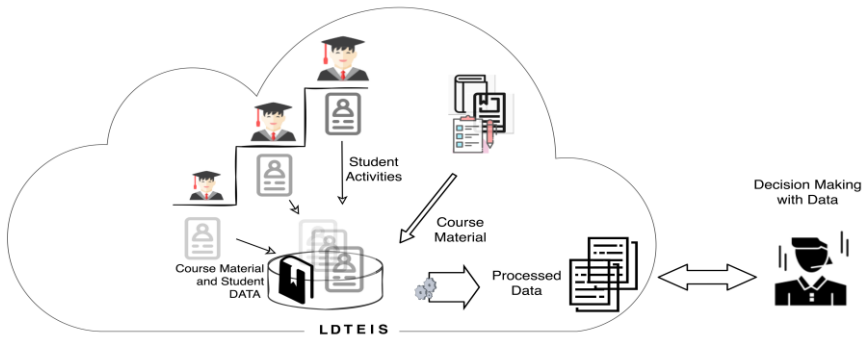 Student
Activities
Course
Material
Course Material
and Student
DATA
Processed
Data
Decision Making
with Data
LDTEIS